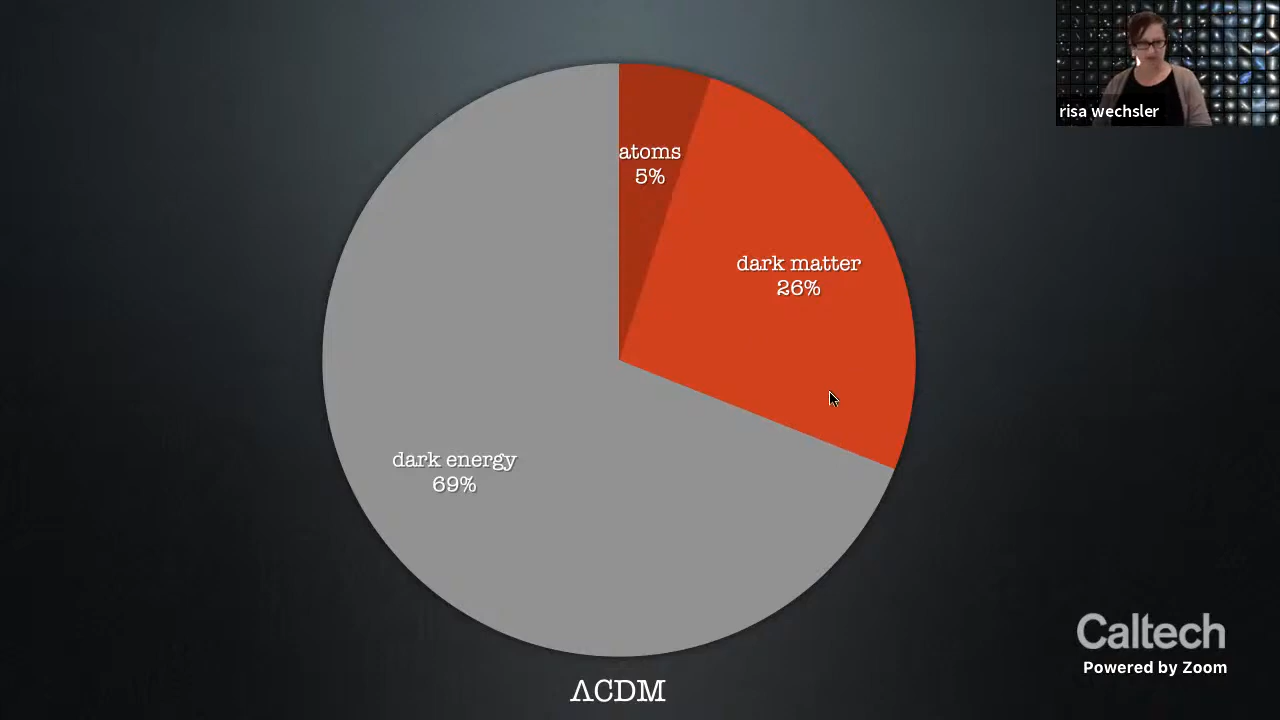 risa wechsler
atoms
5%
dark matter
26%
dark energy
69%
Caltech
Powered by Zoom
ΛCDM